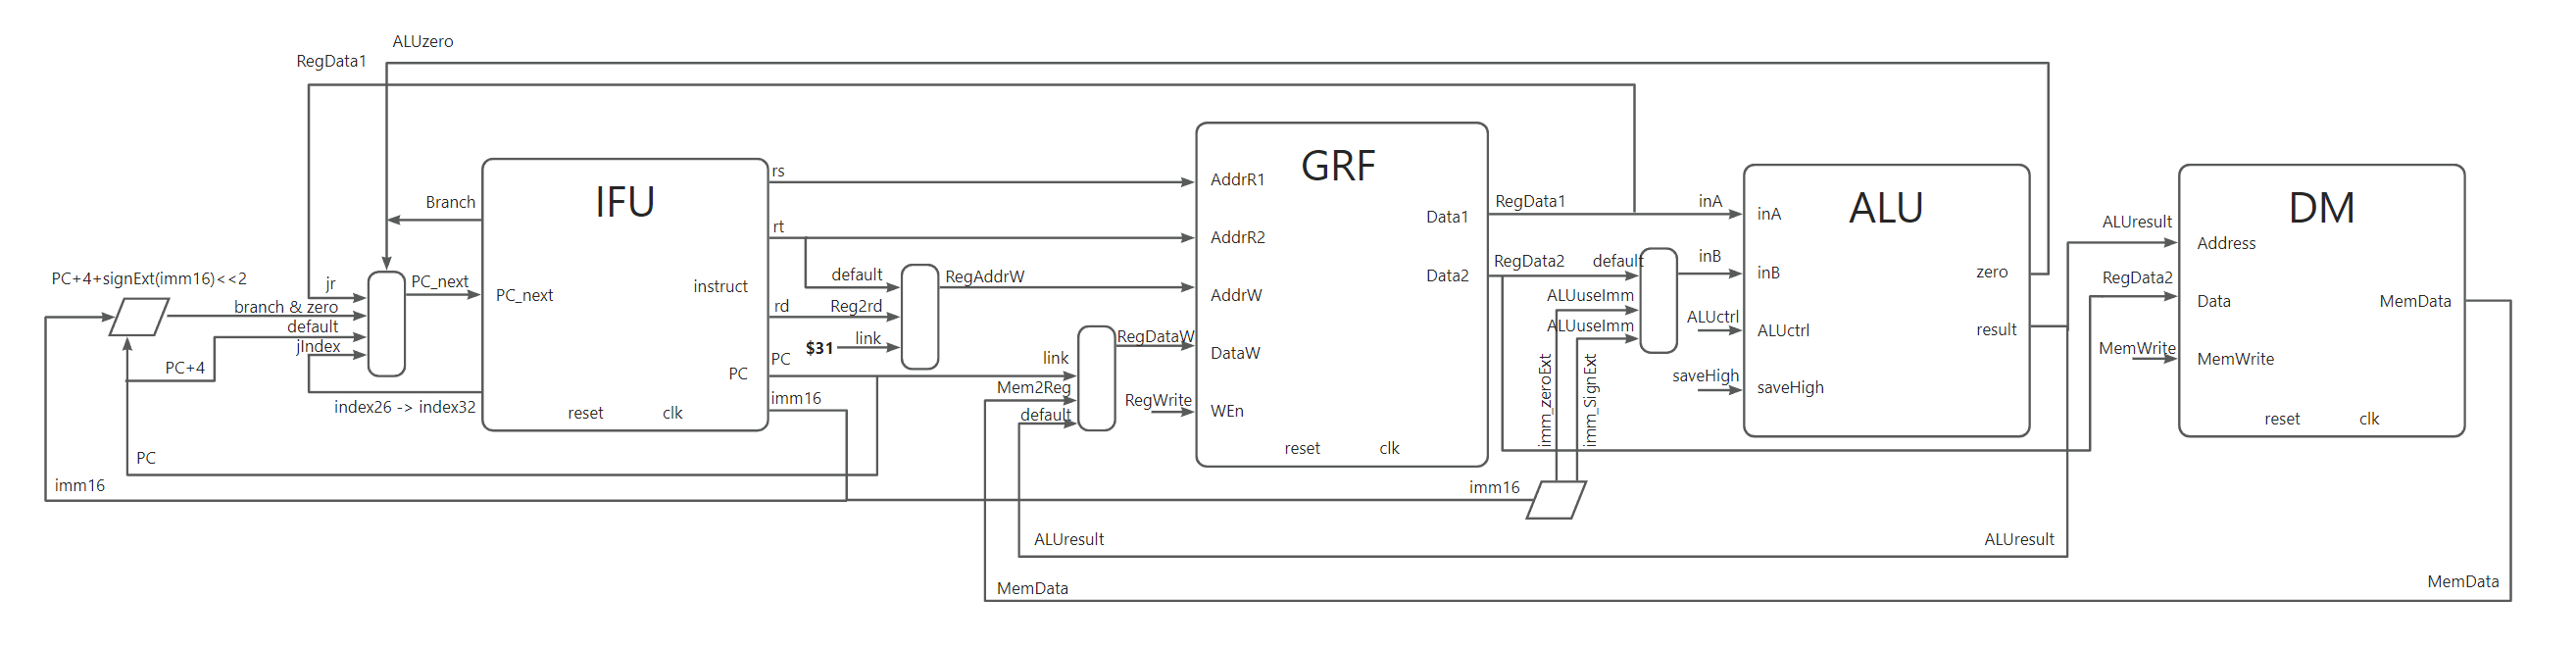 ALUzero
RegData1
Branch
IFU
PC+4+signExt(imm16)<<2
jr
branch & zero
default
jIndex
PC+4
index26 -> index32
PC
imm16
PC_next
PC_next
instruct
PC
reset
clk
rs
rt
rd
PC
imm16
default
Reg2rd
$31
link
RegAddrW
link
Mem2Reg
default
RegDataW
RegWrite
GRF
AddrR1
AddrR2
AddrW
DataW
WEn
Data1
Data2
reset
clk
RegData1
RegData2
default
ALUuseImm
ALUuseImm
imm_zeroExt
imm_SignExt
imm16
inA
inB
ALUctrl
saveHigh
ALU
inA
inB
ALUctrl
saveHigh
zero
result
ALUresult
RegData2
MemWrite
DM
Address
Data
MemWrite
MemData
reset
clk
ALUresult
ALUresult
MemData
MemData